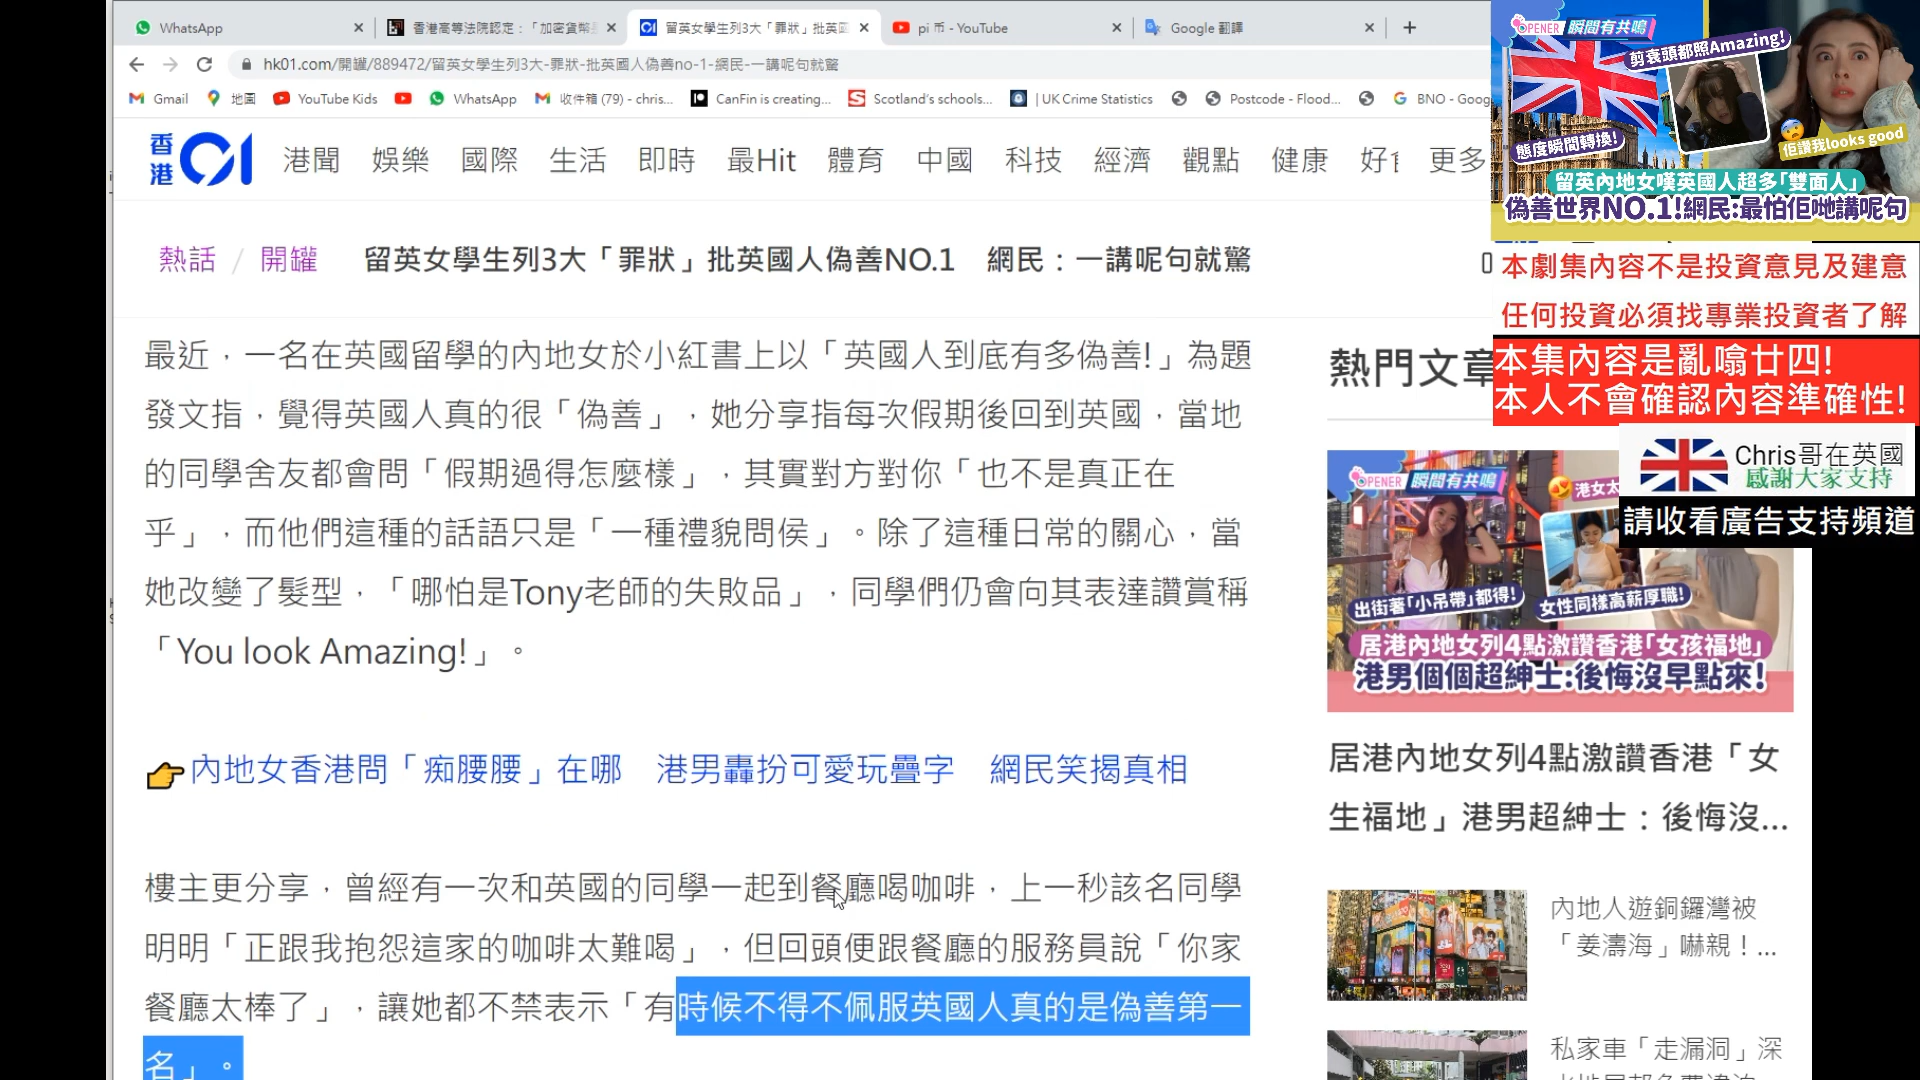 WhatsApp
香港高等法院認定：「加密貨幣
留英女學生列3大「罪狀」批英國
pi 币 - YouTube
Google 翻譯
hk01.com/開罐/889472/留英女學生列3大-罪狀-批英國人偽善no-1-網民-一講呢句就驚
Gmail
地圖
YouTube Kids
WhatsApp
收件箱 (79) - chris...
CanFin is creating...
Scotland's schools...
| UK Crime Statistics
Postcode - Flood...
BNO - Goog
香港01
港聞 娛樂 國際 生活 即時 最Hit 體育 中國 科技 經濟 觀點 健康 好食 更多
熱話 / 開罐 留英女學生列3大「罪狀」批英國人偽善NO.1 網民：一講呢句就驚
最近，一名在英國留學的內地女於小紅書上以「英國人到底有多偽善!」為題
發文指，覺得英國人真的很「偽善」，她分享指每次假期後回到英國，當地
的同學舍友都會問「假期過得怎麼樣」，其實對方對你「也不是真正在
乎」，而他們這種的話語只是「一種禮貌問侯」。除了這種日常的關心，當
她改變了髮型，「哪怕是Tony老師的失敗品」，同學們仍會向其表達讚賞稱
「You look Amazing!」。
👉內地女香港問「痴腰腰」在哪 港男轟扮可愛玩疊字 網民笑揭真相
樓主更分享，曾經有一次和英國的同學一起到餐廳喝咖啡，上一秒該名同學
明明「正跟我抱怨這家的咖啡太難喝」，但回頭便跟餐廳的服務員說「你家
餐廳太棒了」，讓她都不禁表示「有時候不得不佩服英國人真的是偽善第一
名」。
OPENER 瞬間有共鳴
剪衰頭都照Amazing!
態度瞬間轉換!
佢讚我looks good
留英內地女嘆英國人超多「雙面人」
偽善世界NO.1!網民:最怕佢哋講呢句
本劇集內容不是投資意見及建意
任何投資必須找專業投資者了解
本集內容是亂噏廿四!
本人不會確認內容準確性!
Chris哥在英國
感謝大家支持
請收看廣告支持頻道
熱門文章
OPENER 瞬間有共鳴
港女太
出街著「小吊帶」都得!
女性同樣高薪厚職!
居港內地女列4點激讚香港「女孩福地」
港男個個超紳士:後悔沒早點來!
居港內地女列4點激讚香港「女
生福地」港男超紳士：後悔沒...
內地人遊銅鑼灣被
「姜濤海」嚇親！...
私家車「走漏洞」深